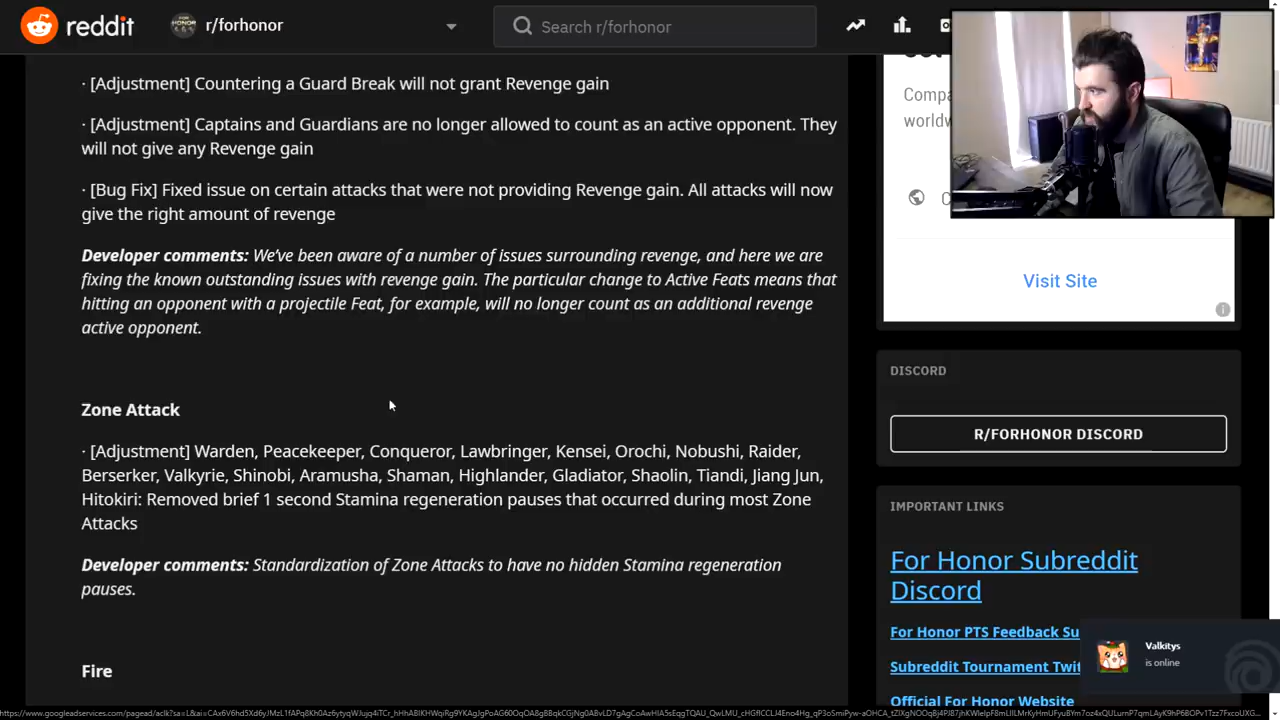 reddit
r/forhonor
Search r/forhonor
· [Adjustment] Countering a Guard Break will not grant Revenge gain
· [Adjustment] Captains and Guardians are no longer allowed to count as an active opponent. They
will not give any Revenge gain
· [Bug Fix] Fixed issue on certain attacks that were not providing Revenge gain. All attacks will now
give the right amount of revenge
Developer comments: We've been aware of a number of issues surrounding revenge, and here we are
fixing the known outstanding issues with revenge gain. The particular change to Active Feats means that
hitting an opponent with a projectile Feat, for example, will no longer count as an additional revenge
active opponent.
Zone Attack
· [Adjustment] Warden, Peacekeeper, Conqueror, Lawbringer, Kensei, Orochi, Nobushi, Raider,
Berserker, Valkyrie, Shinobi, Aramusha, Shaman, Highlander, Gladiator, Shaolin, Tiandi, Jiang Jun,
Hitokiri: Removed brief 1 second Stamina regeneration pauses that occurred during most Zone
Attacks
Developer comments: Standardization of Zone Attacks to have no hidden Stamina regeneration
pauses.
Fire
Compa
worldw
Visit Site
DISCORD
R/FORHONOR DISCORD
IMPORTANT LINKS
For Honor Subreddit
Discord
For Honor PTS Feedback Su
Subreddit Tournament Twit
Official For Honor Website
Valkitys
is online